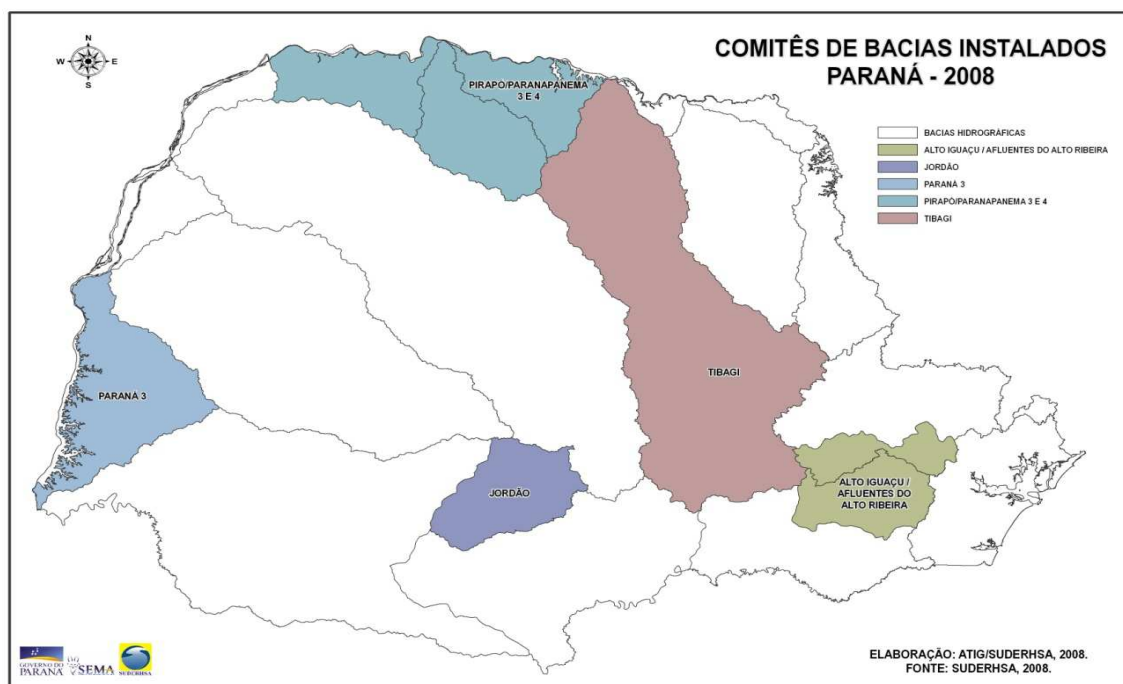 COMITÊS DE BACIAS INSTALADOS
PARANÁ - 2008
N
W
E
S
PIRAPÓ/PARANAPANEMA
3 E 4
BACIAS HIDROGRÁFICAS
ALTO IGUAÇU / AFLUENTES DO ALTO RIBEIRA
JORDÃO
PARANÁ 3
PIRAPÓ/PARANAPANEMA 3 E 4
TIBAGI
TIBAGI
PARANÁ 3
JORDÃO
ALTO IGUAÇU /
AFLUENTES DO
ALTO RIBEIRA
GOVERNO DO
PARANÁ
SEMA
SUDERHSA
ELABORAÇÃO: ATIG/SUDERHSA, 2008.
FONTE: SUDERHSA, 2008.